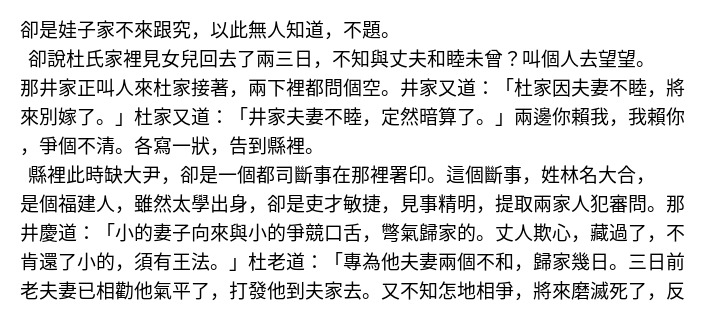 卻是娃子家不來跟究，以此無人知道，不題。
卻說杜氏家裡見女兒回去了兩三日，不知與丈夫和睦未曾？叫個人去望望。
那井家正叫人來杜家接著，兩下裡都問個空。井家又道：「杜家因夫妻不睦，將
來別嫁了。」杜家又道：「井家夫妻不睦，定然暗算了。」兩邊你賴我，我賴你
，爭個不清。各寫一狀，告到縣裡。
縣裡此時缺大尹，卻是一個都司斷事在那裡署印。這個斷事，姓林名大合，
是個福建人，雖然太學出身，卻是吏才敏捷，見事精明，提取兩家人犯審問。那
井慶道：「小的妻子向來與小的爭競口舌，彆氣歸家的。丈人欺心，藏過了，不
肯還了小的，須有王法。」杜老道：「專為他夫妻兩個不和，歸家幾日。三日前
老夫妻已相勸他氣平了，打發他到夫家去。又不知怎地相爭，將來磨滅死了，反